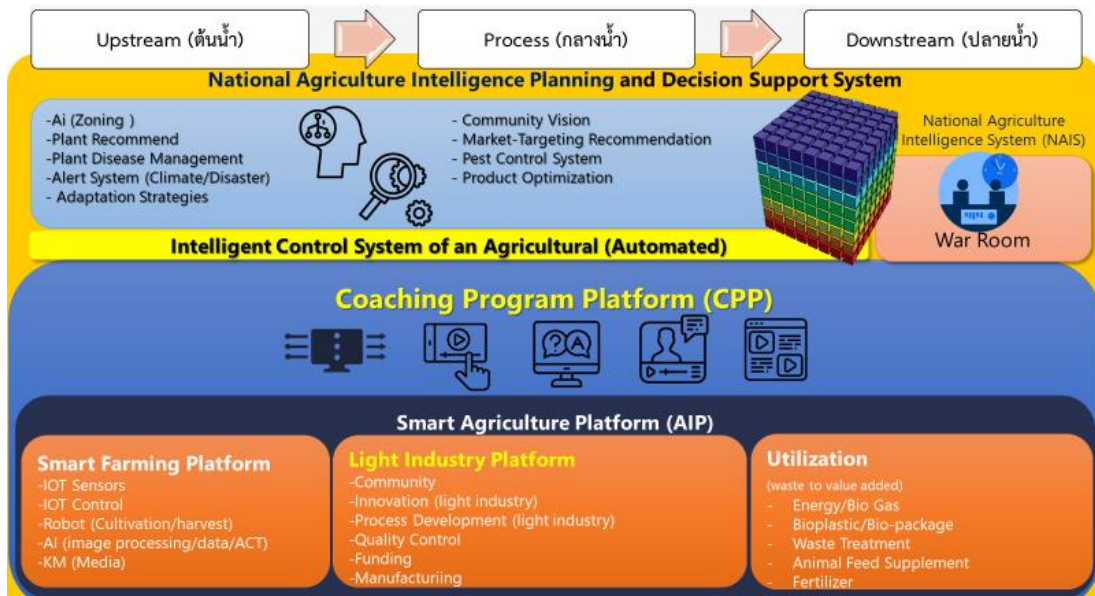 Upstream (ต้นน้ำ)
Process (กลางน้ำ)
Downstream (ปลายน้ำ)
National Agriculture Intelligence Planning and Decision Support System
-Ai (Zoning )
-Plant Recommend
-Plant Disease Management
-Alert System (Climate/Disaster)
- Adaptation Strategies
- Community Vision
- Market-Targeting Recommendation
- Pest Control System
- Product Optimization
National Agriculture
Intelligence System (NAIS)
War Room
Intelligent Control System of an Agricultural (Automated)
Coaching Program Platform (CPP)
? A
Smart Agriculture Platform (AIP)
Smart Farming Platform
-IOT Sensors
-IOT Control
-Robot (Cultivation/harvest)
-AI (image processing/data/ACT)
-KM (Media)
Light Industry Platform
-Community
-Innovation (light industry)
-Process Development (light industry)
-Quality Control
-Funding
-Manufacturiing
Utilization
(waste to value added)
- Energy/Bio Gas
- Bioplastic/Bio-package
- Waste Treatment
- Animal Feed Supplement
- Fertilizer